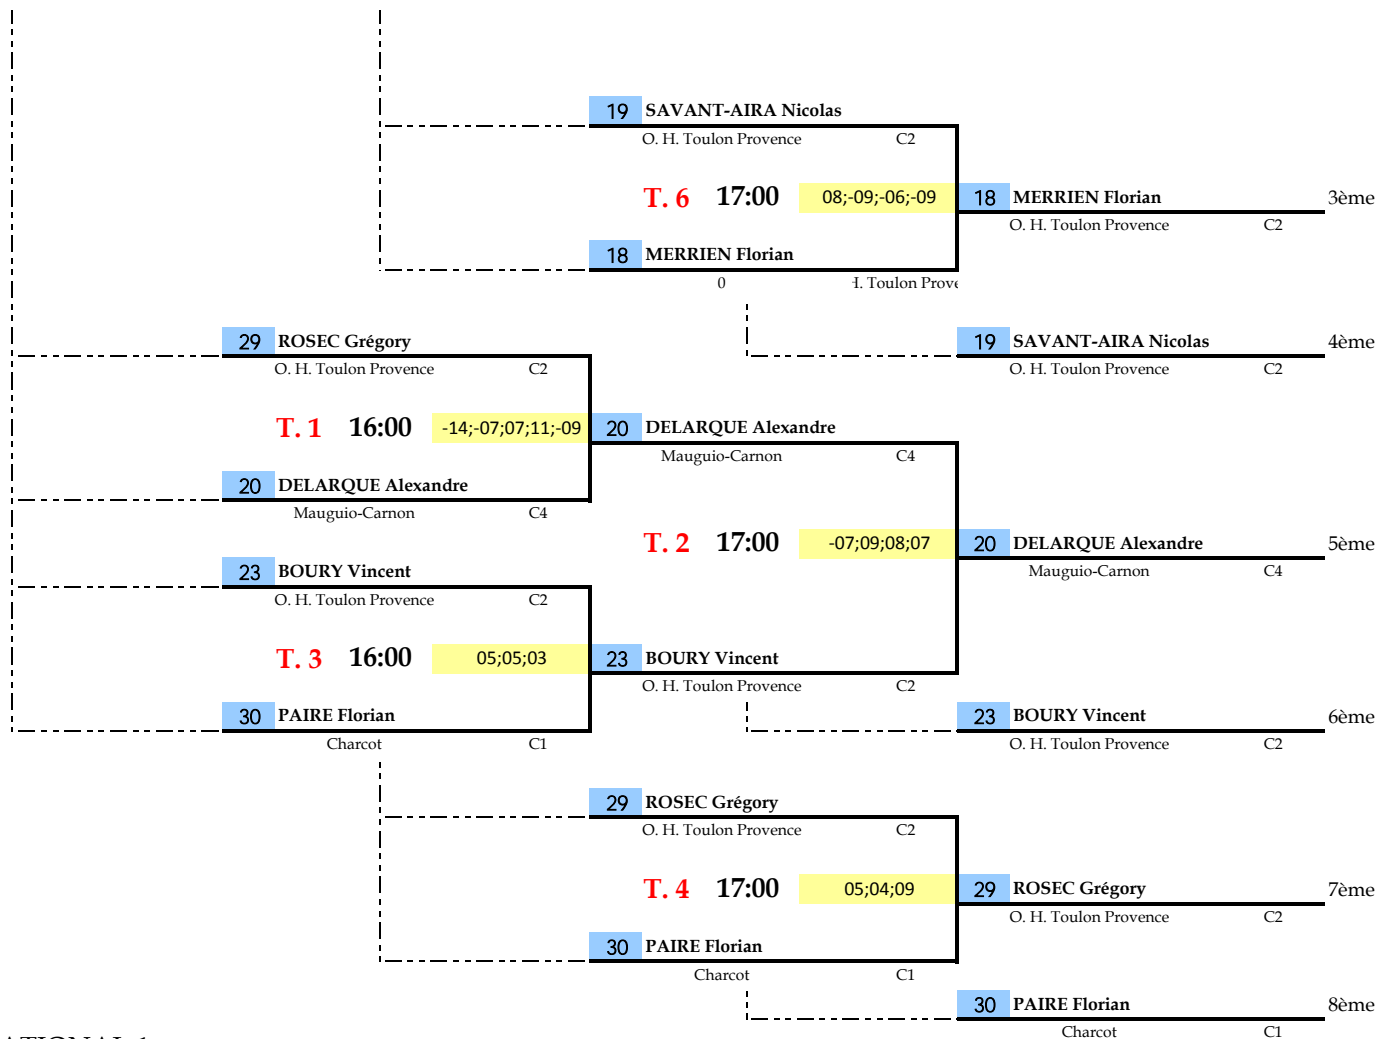 19 SAVANT-AIRA Nicolas
O. H. Toulon Provence C2
T. 6 17:00 08;-09;-06;-09 18 MERRIEN Florian 3ème
O. H. Toulon Provence C2
18 MERRIEN Florian
0 H. Toulon Prove
29 ROSEC Grégory 19 SAVANT-AIRA Nicolas 4ème
O. H. Toulon Provence C2 O. H. Toulon Provence C2
T. 1 16:00 -14;-07;07;11;-09 20 DELARQUE Alexandre
Mauguio-Carnon C4
20 DELARQUE Alexandre
Mauguio-Carnon C4
T. 2 17:00 -07;09;08;07 20 DELARQUE Alexandre 5ème
23 BOURY Vincent Mauguio-Carnon C4
O. H. Toulon Provence C2
T. 3 16:00 05;05;03 23 BOURY Vincent
O. H. Toulon Provence C2
30 PAIRE Florian 23 BOURY Vincent 6ème
Charcot C1 O. H. Toulon Provence C2
29 ROSEC Grégory
O. H. Toulon Provence C2
T. 4 17:00 05;04;09 29 ROSEC Grégory 7ème
O. H. Toulon Provence C2
30 PAIRE Florian
Charcot C1
30 PAIRE Florian 8ème
Charcot C1